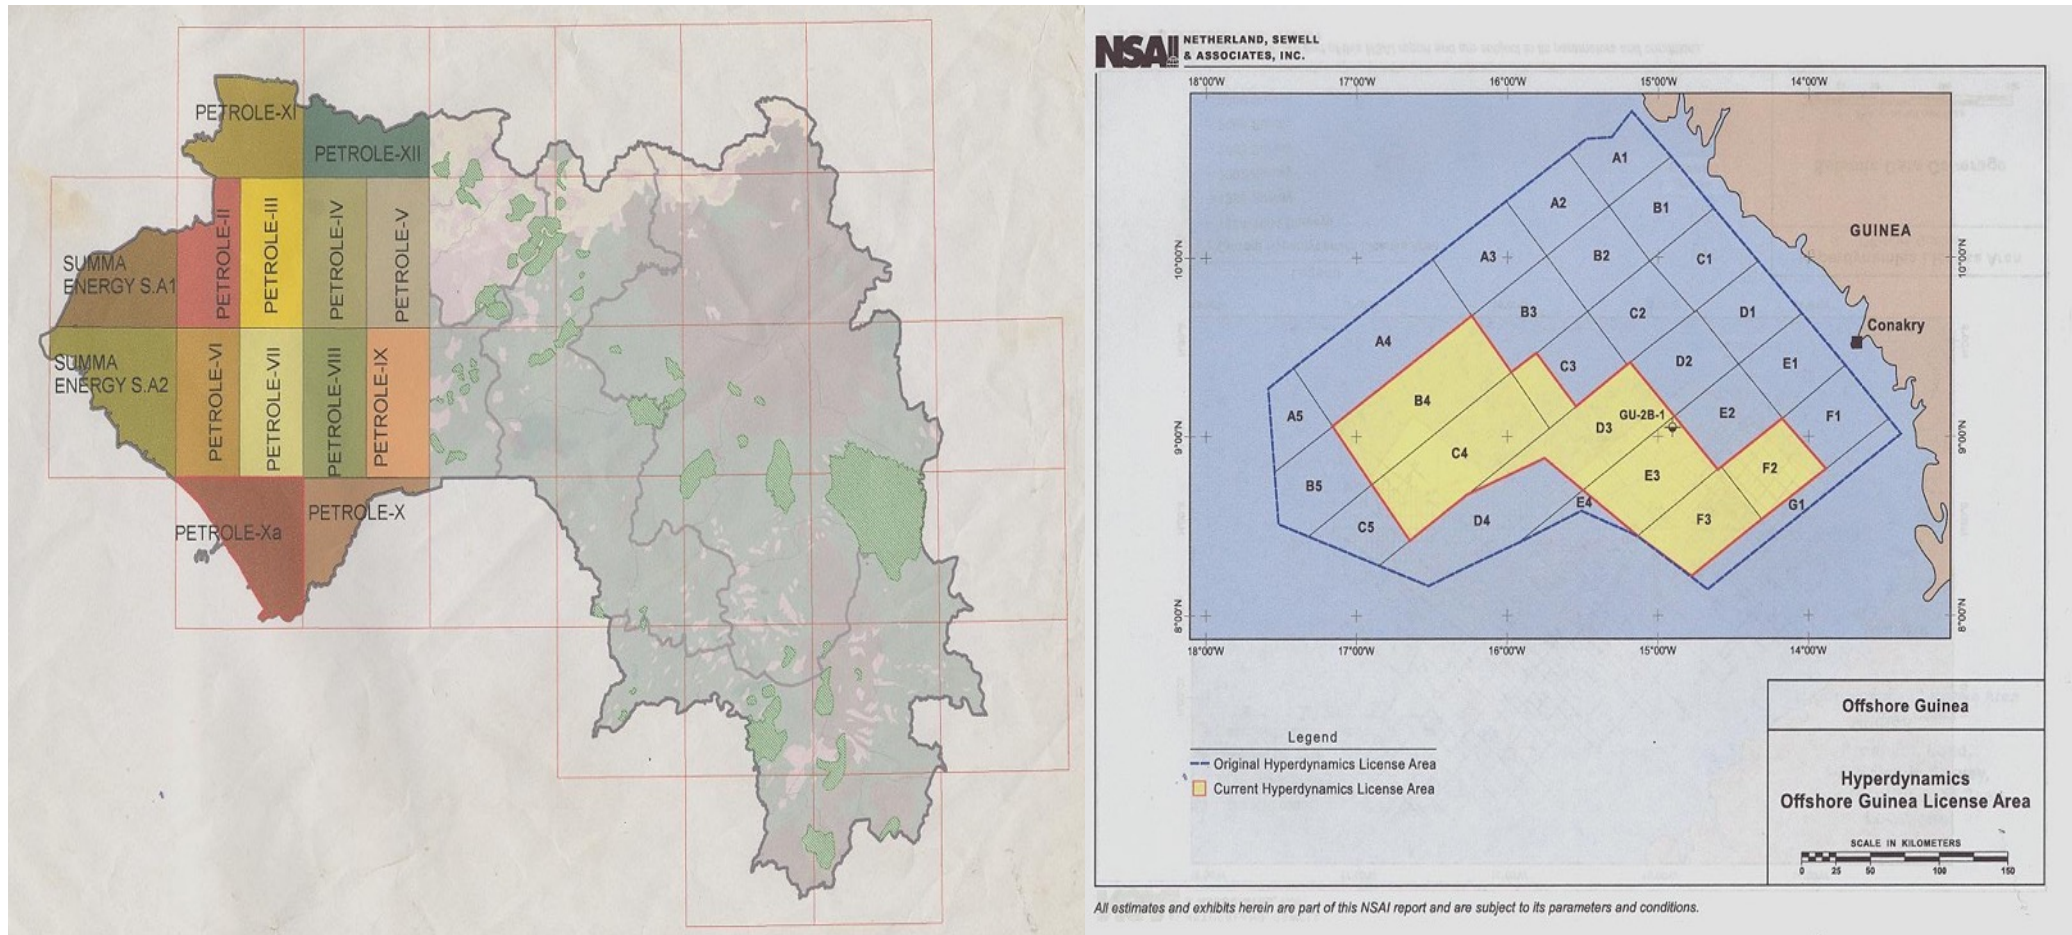 PETROLE-XI
PETROLE-XII
SUMMA
ENERGY S.A1
PETROLE-II
PETROLE-III
PETROLE-IV
PETROLE-V
SUMMA
ENERGY S.A2
PETROLE-VI
PETROLE-VII
PETROLE-VIII
PETROLE-IX
PETROLE-Xa
PETROLE-X
NSAI NETHERLAND, SEWELL
& ASSOCIATES, INC.
18°00'W 17°00'W 16°00'W 15°00'W 14°00'W
A1
A2
B1
GUINEA
A3
B2
C1
10°00'N
10°00'N
B3
C2
D1
Conakry
A4
C3
D2
E1
B4
A5
GU-2B-1
D3
E2
F1
9°00'N
9°00'N
C4
B5
E3
F2
C5
D4
E4
F3
G1
8°00'N
8°00'N
18°00'W 17°00'W 16°00'W 15°00'W 14°00'W
Legend
Original Hyperdynamics License Area
Current Hyperdynamics License Area
Offshore Guinea
Hyperdynamics
Offshore Guinea License Area
SCALE IN KILOMETERS
0 25 50 100 150
All estimates and exhibits herein are part of this NSAI report and are subject to its parameters and conditions.